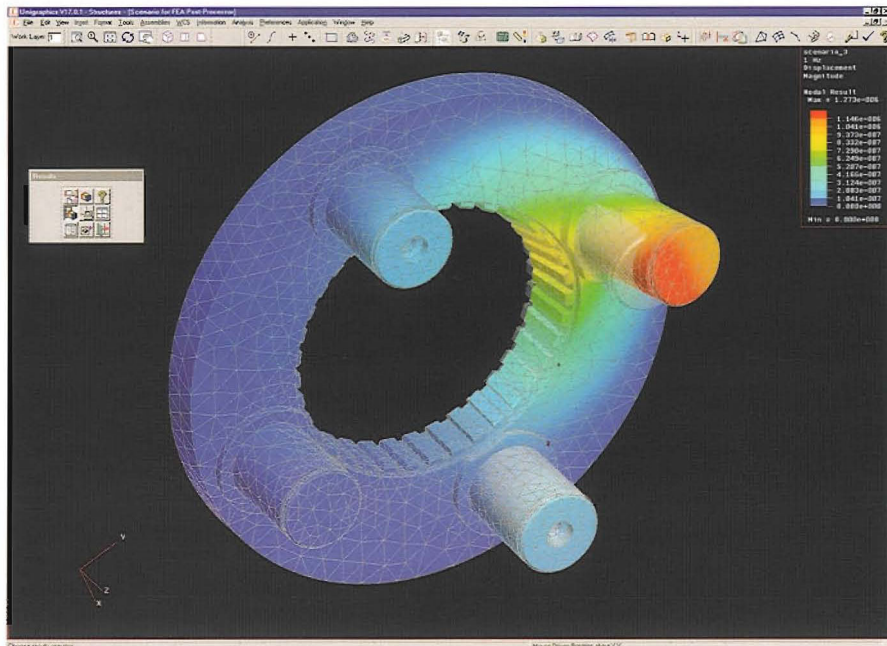 Unigraphics V17.0.1 - Structures - [Scenario for FEA Post-Processor]
File Edit View Insert Format Tools Assemblies WCS Information Analysis Preferences Application Window Help
Work Layer
scenario_3
1 Hz
Displacement
Magnitude
Nodal Result
Max = 1.273e-006
1.146e-006
1.041e-006
9.373e-007
8.332e-007
7.290e-007
6.249e-007
5.207e-007
4.166e-007
3.124e-007
2.083e-007
1.041e-007
0.000e+000
Min = 0.000e+000
Results
Y
Z
X